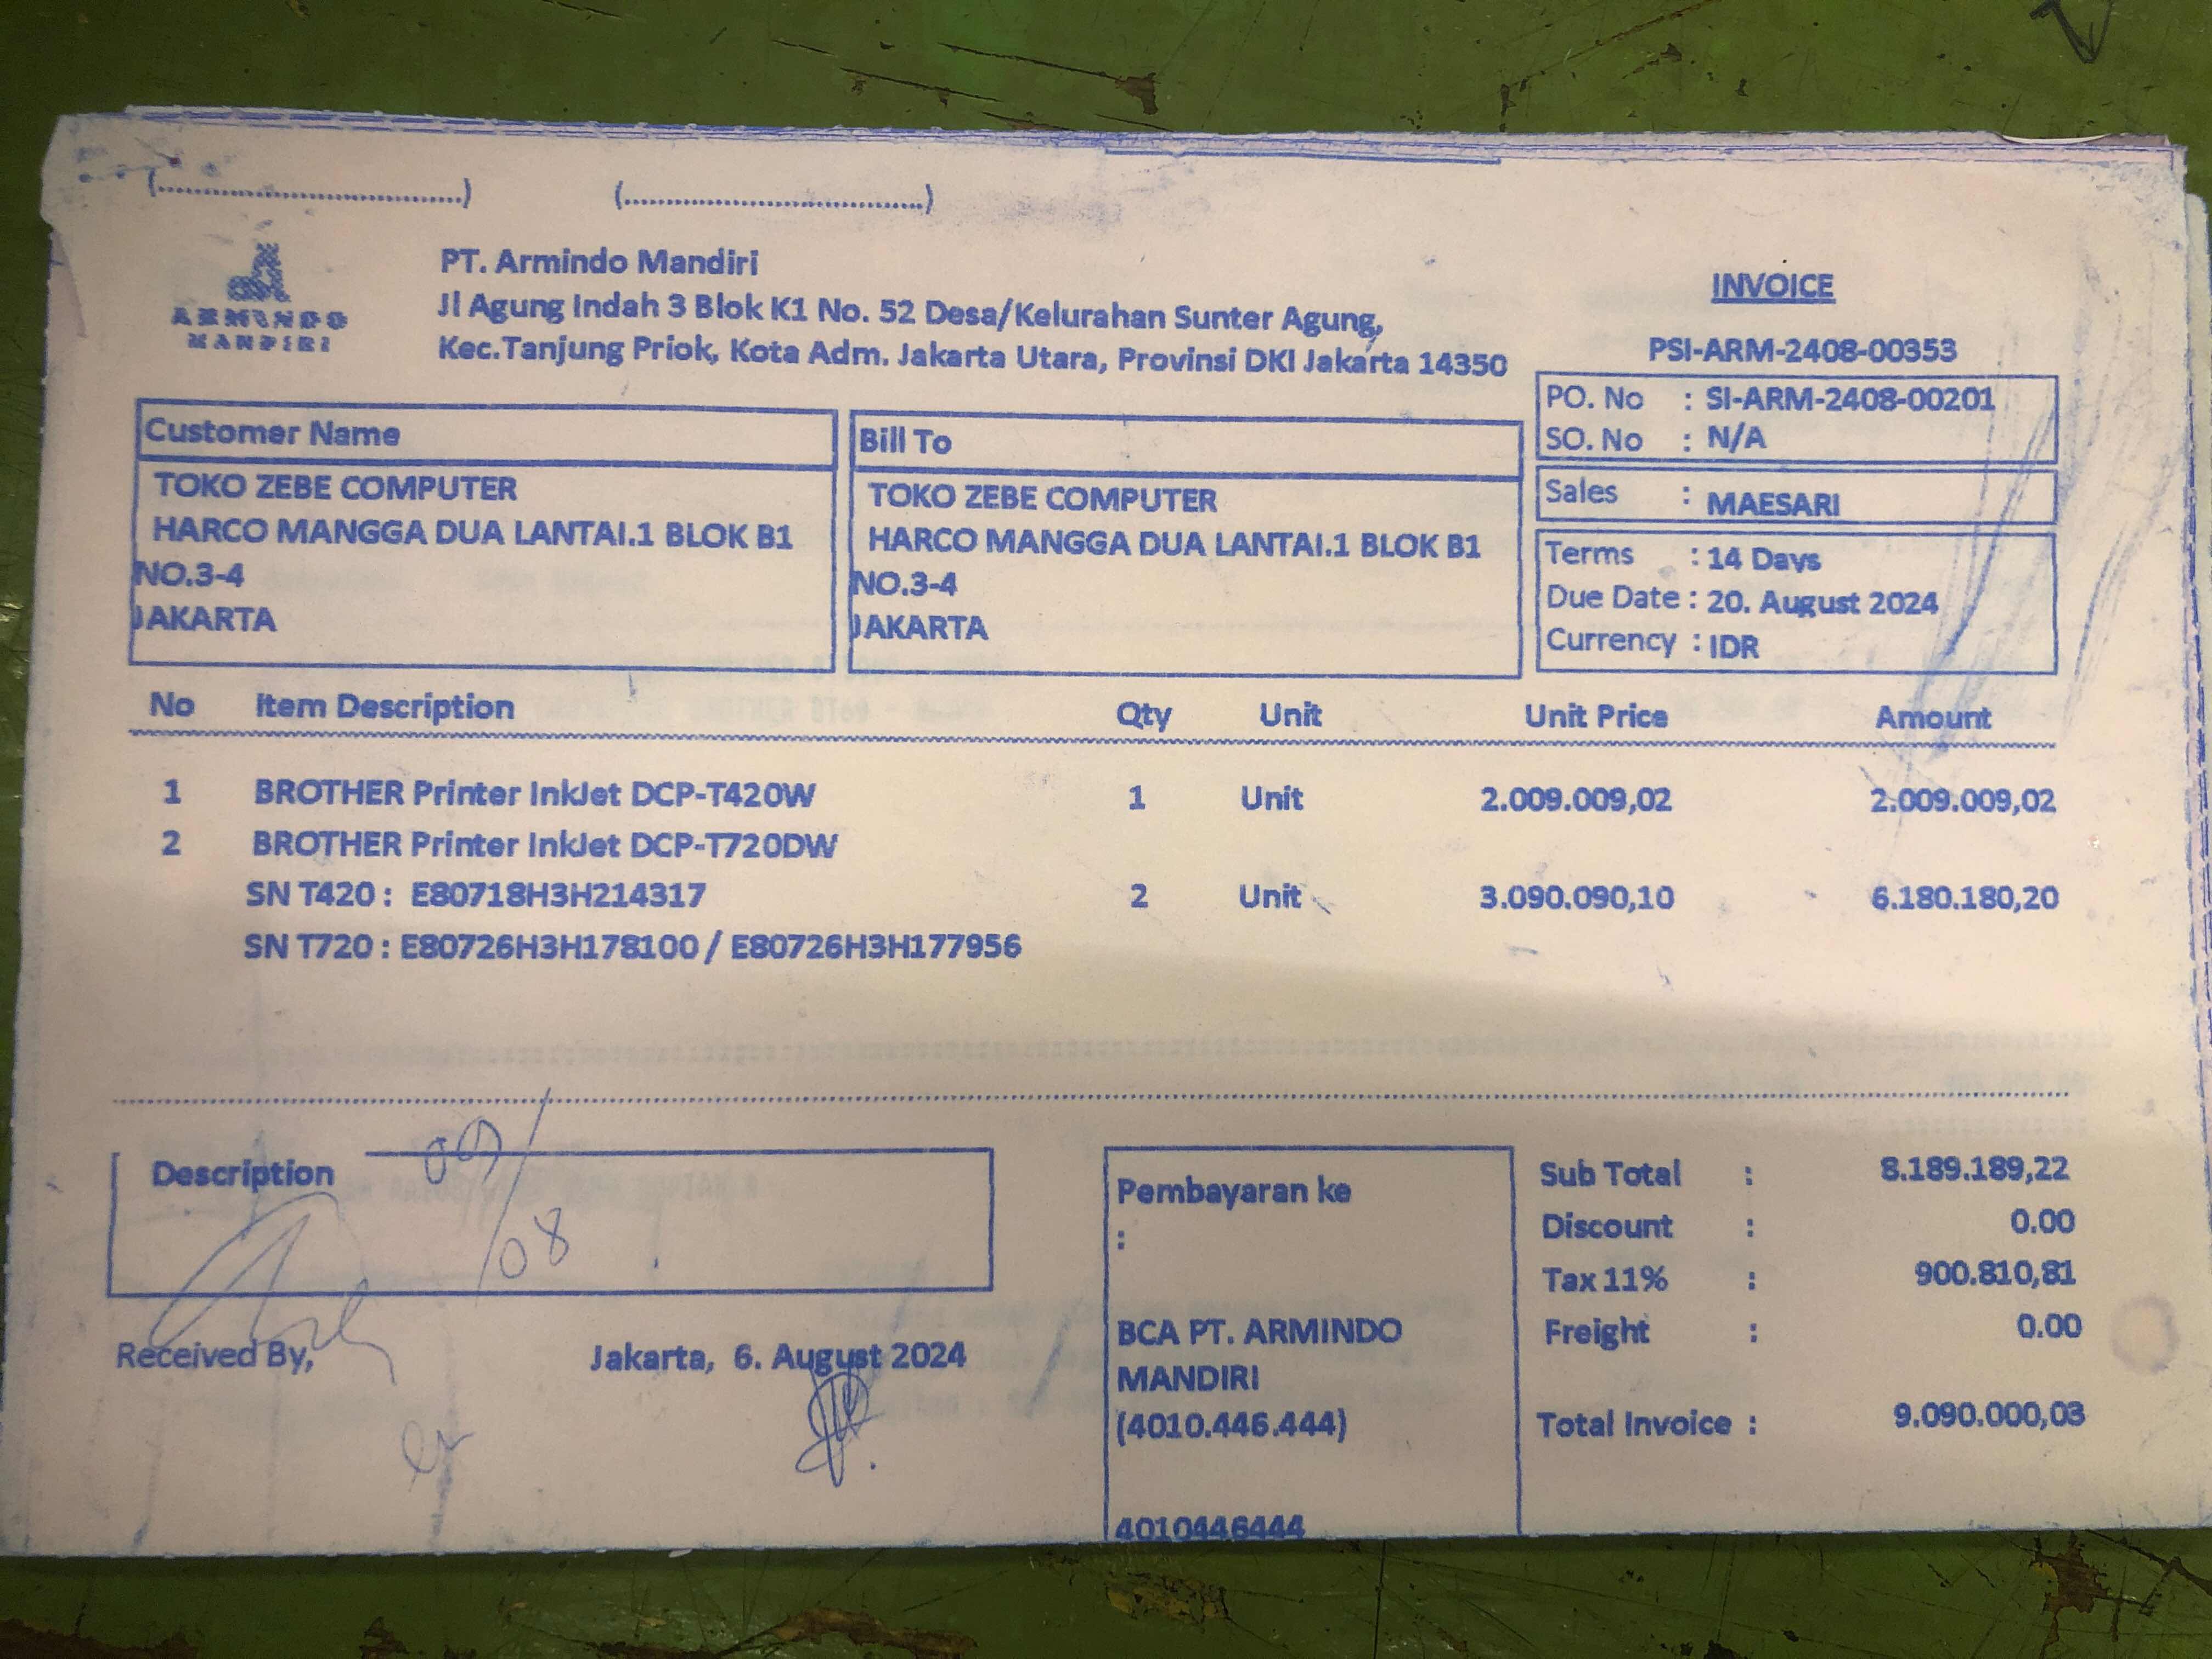 (................................) (................................)
ARMINDO
MANDIRI
PT. Armindo Mandiri
Jl Agung Indah 3 Blok K1 No. 52 Desa/Kelurahan Sunter Agung,
Kec.Tanjung Priok, Kota Adm. Jakarta Utara, Provinsi DKI Jakarta 14350
INVOICE
PSI-ARM-2408-00353
PO. No : SI-ARM-2408-00201
SO. No : N/A
Sales : MAESARI
Terms : 14 Days
Due Date : 20. August 2024
Currency : IDR
Customer Name
TOKO ZEBE COMPUTER
HARCO MANGGA DUA LANTAI.1 BLOK B1
NO.3-4
JAKARTA
Bill To
TOKO ZEBE COMPUTER
HARCO MANGGA DUA LANTAI.1 BLOK B1
NO.3-4
JAKARTA
No Item Description Qty Unit Unit Price Amount
1 BROTHER Printer InkJet DCP-T420W 1 Unit 2.009.009,02 2.009.009,02
2 BROTHER Printer InkJet DCP-T720DW
SN T420 : E80718H3H214317 2 Unit 3.090.090,10 6.180.180,20
SN T720 : E80726H3H178100 / E80726H3H177956
Description
/08
Received By,
Jakarta, 6. August 2024
Pembayaran ke
:
BCA PT. ARMINDO
MANDIRI
(4010.446.444)
4010446444
Sub Total : 8.189.189,22
Discount : 0.00
Tax 11% : 900.810,81
Freight : 0.00
Total Invoice : 9.090.000,03